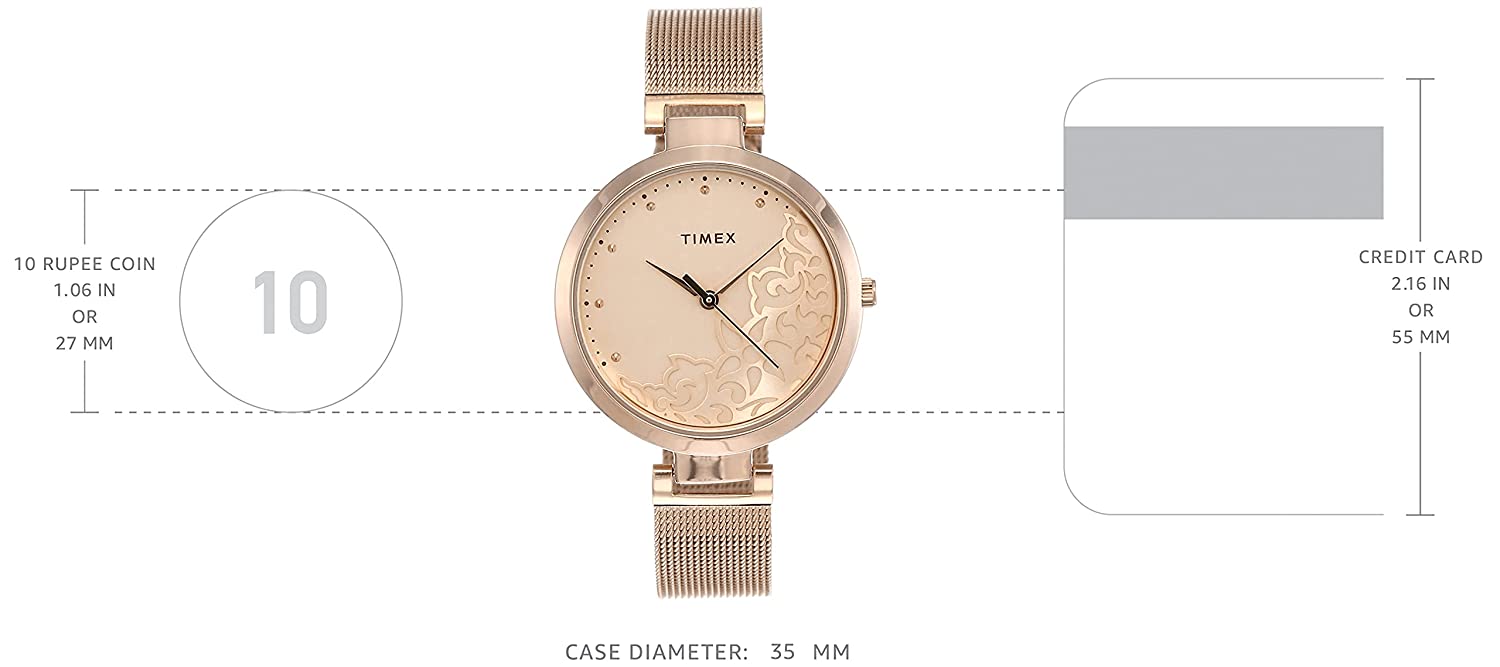 10 RUPEE COIN
1.06 IN
OR
27 MM
10
TIMEX
CREDIT CARD
2.16 IN
OR
55 MM
CASE DIAMETER: 35 MM